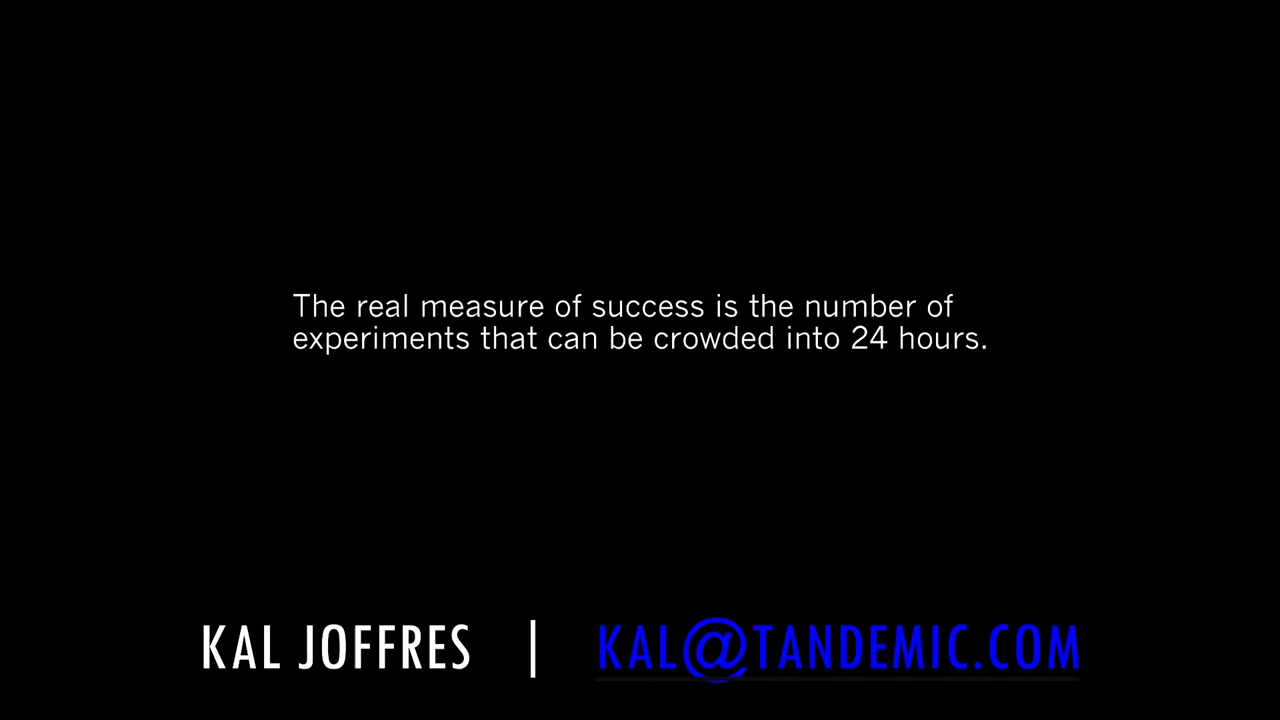 The real measure of success is the number of
experiments that can be crowded into 24 hours.
KAL JOFFRES | KAL@TANDEMIC.COM